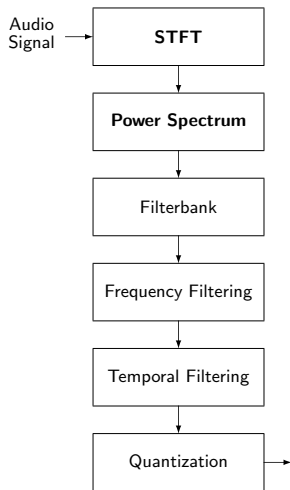 Audio
Signal
STFT
Power Spectrum
Filterbank
Frequency Filtering
Temporal Filtering
Quantization